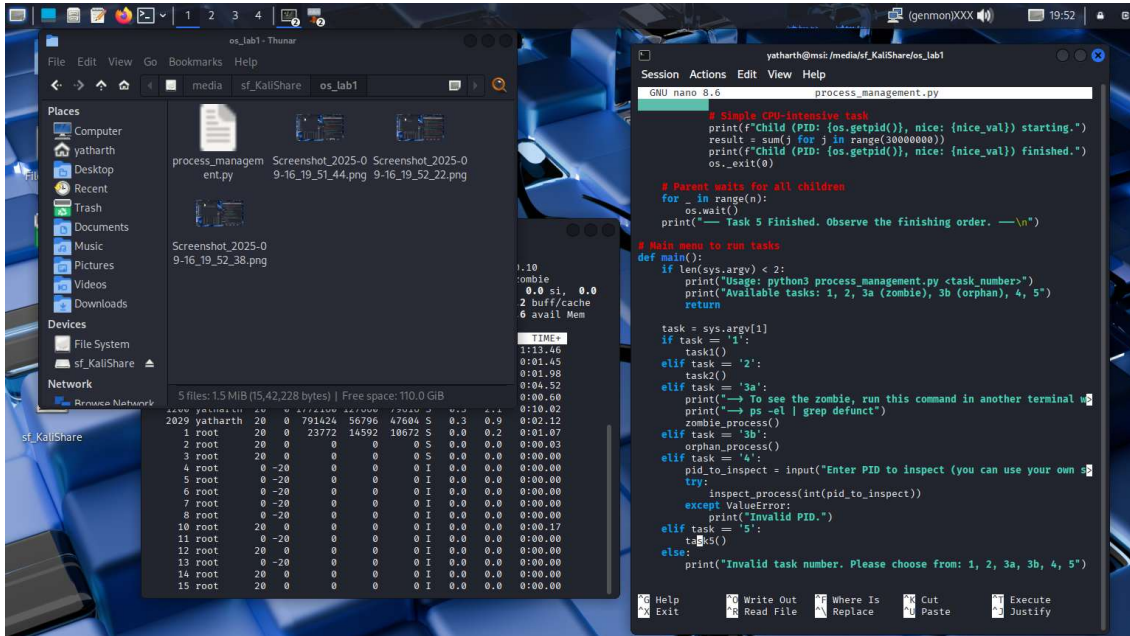 1 2 3 4
(genmon)XXX
19:52
os_lab1 - Thunar
File Edit View Go Bookmarks Help
media sf_KaliShare os_lab1
Places
Computer
yatharth
Desktop
Recent
Trash
Documents
Music
Pictures
Videos
Downloads
Devices
File System
sf_KaliShare
Network
Browse Network
process_managem
ent.py
Screenshot_2025-0
9-16_19_51_44.png
Screenshot_2025-0
9-16_19_52_22.png
Screenshot_2025-0
9-16_19_52_38.png
5 files: 1.5 MiB (15,42,228 bytes) | Free space: 110.0 GiB
sf_KaliShare
0.0 si, 0.0
2 buff/cache
6 avail Mem
TIME+
1:13.46
0:01.45
0:01.98
0:04.52
0:00.60
0:10.02
2029 yatharth 20 0 791424 56796 47604 S 0.3 0.9 0:02.12
1 root 20 0 23772 14592 10672 S 0.0 0.2 0:01.07
2 root 20 0 0 0 0 S 0.0 0.0 0:00.03
3 root 20 0 0 0 0 S 0.0 0.0 0:00.00
4 root 0 -20 0 0 0 I 0.0 0.0 0:00.00
5 root 0 -20 0 0 0 I 0.0 0.0 0:00.00
6 root 0 -20 0 0 0 I 0.0 0.0 0:00.00
7 root 0 -20 0 0 0 I 0.0 0.0 0:00.00
8 root 0 -20 0 0 0 I 0.0 0.0 0:00.00
10 root 20 0 0 0 0 I 0.0 0.0 0:00.17
11 root 0 -20 0 0 0 I 0.0 0.0 0:00.00
12 root 20 0 0 0 0 I 0.0 0.0 0:00.00
13 root 0 -20 0 0 0 I 0.0 0.0 0:00.00
14 root 20 0 0 0 0 I 0.0 0.0 0:00.00
15 root 20 0 0 0 0 I 0.0 0.0 0:00.00
yatharth@msi: /media/sf_KaliShare/os_lab1
Session Actions Edit View Help
GNU nano 8.6 process_management.py
# Simple CPU-intensive task
print(f"Child (PID: {os.getpid()}, nice: {nice_val}) starting.")
result = sum(j for j in range(30000000))
print(f"Child (PID: {os.getpid()}, nice: {nice_val}) finished.")
os._exit(0)
# Parent waits for all children
for _ in range(n):
os.wait()
print("--- Task 5 Finished. Observe the finishing order. ---\n")
# Main menu to run tasks
def main():
if len(sys.argv) < 2:
print("Usage: python3 process_management.py <task_number>")
print("Available tasks: 1, 2, 3a (zombie), 3b (orphan), 4, 5")
return
task = sys.argv[1]
if task == '1':
task1()
elif task == '2':
task2()
elif task == '3a':
print("--> To see the zombie, run this command in another terminal w>
print("--> ps -el | grep defunct")
zombie_process()
elif task == '3b':
orphan_process()
elif task == '4':
pid_to_inspect = input("Enter PID to inspect (you can use your own s>
try:
inspect_process(int(pid_to_inspect))
except ValueError:
print("Invalid PID.")
elif task == '5':
task5()
else:
print("Invalid task number. Please choose from: 1, 2, 3a, 3b, 4, 5")
^G Help ^O Write Out ^F Where Is ^K Cut ^T Execute
^X Exit ^R Read File ^\ Replace ^U Paste ^J Justify